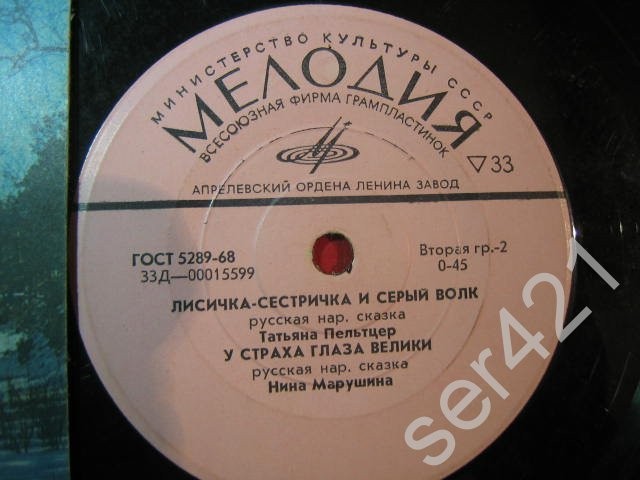 МИНИСТЕРСТВО КУЛЬТУРЫ СССР
МЕЛОДИЯ
ВСЕСОЮЗНАЯ ФИРМА ГРАМПЛАСТИНОК
▽33
АПРЕЛЕВСКИЙ ОРДЕНА ЛЕНИНА ЗАВОД
ГОСТ 5289-68
33Д—00015599
Вторая гр.-2
0-45
ЛИСИЧКА-СЕСТРИЧКА И СЕРЫЙ ВОЛК
русская нар. сказка
Татьяна Пельтцер
У СТРАХА ГЛАЗА ВЕЛИКИ
русская нар. сказка
Нина Марушина
ser421